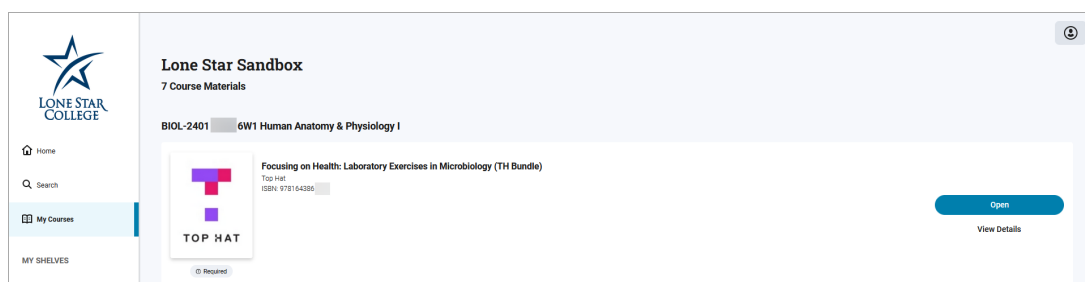 LONE STAR
COLLEGE
Home
Search
My Courses
MY SHELVES
Lone Star Sandbox
7 Course Materials
BIOL-2401 6W1 Human Anatomy & Physiology I
TOP HAT
Required
Focusing on Health: Laboratory Exercises in Microbiology (TH Bundle)
Top Hat
ISBN: 978164386
Open
View Details